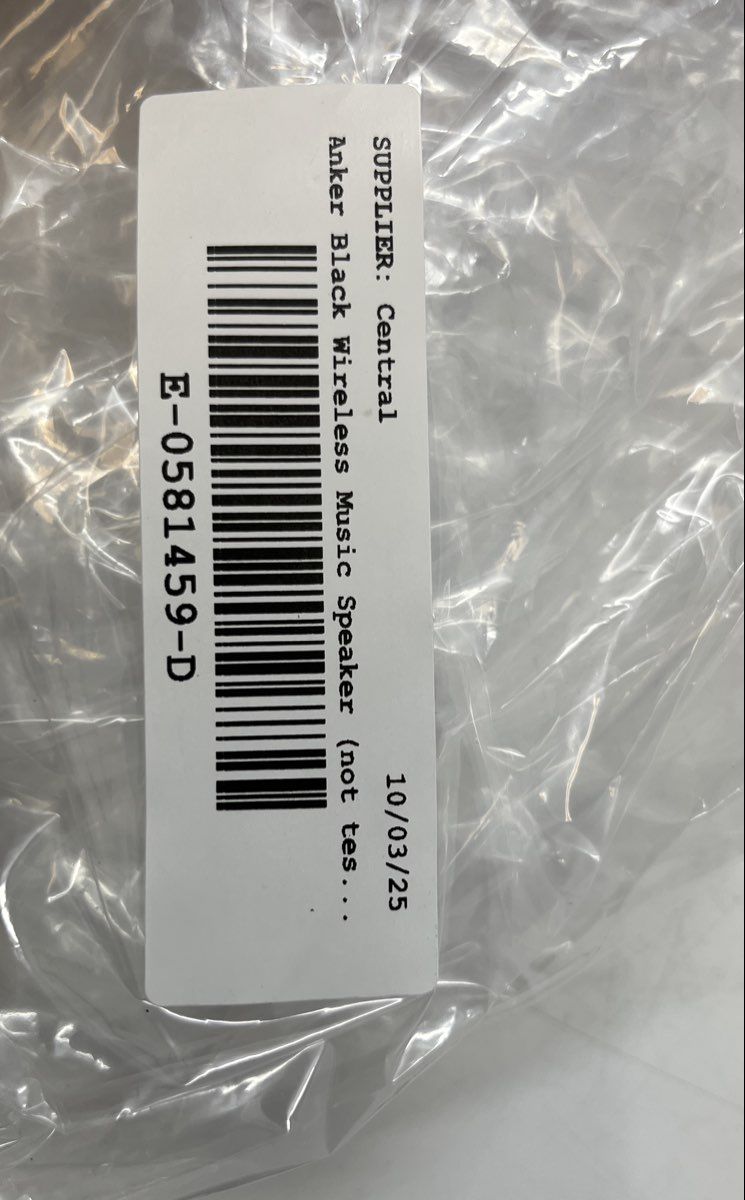 SUPPLIER: Central 10/03/25
Anker Black Wireless Music Speaker (not tes...
E-0581459-D